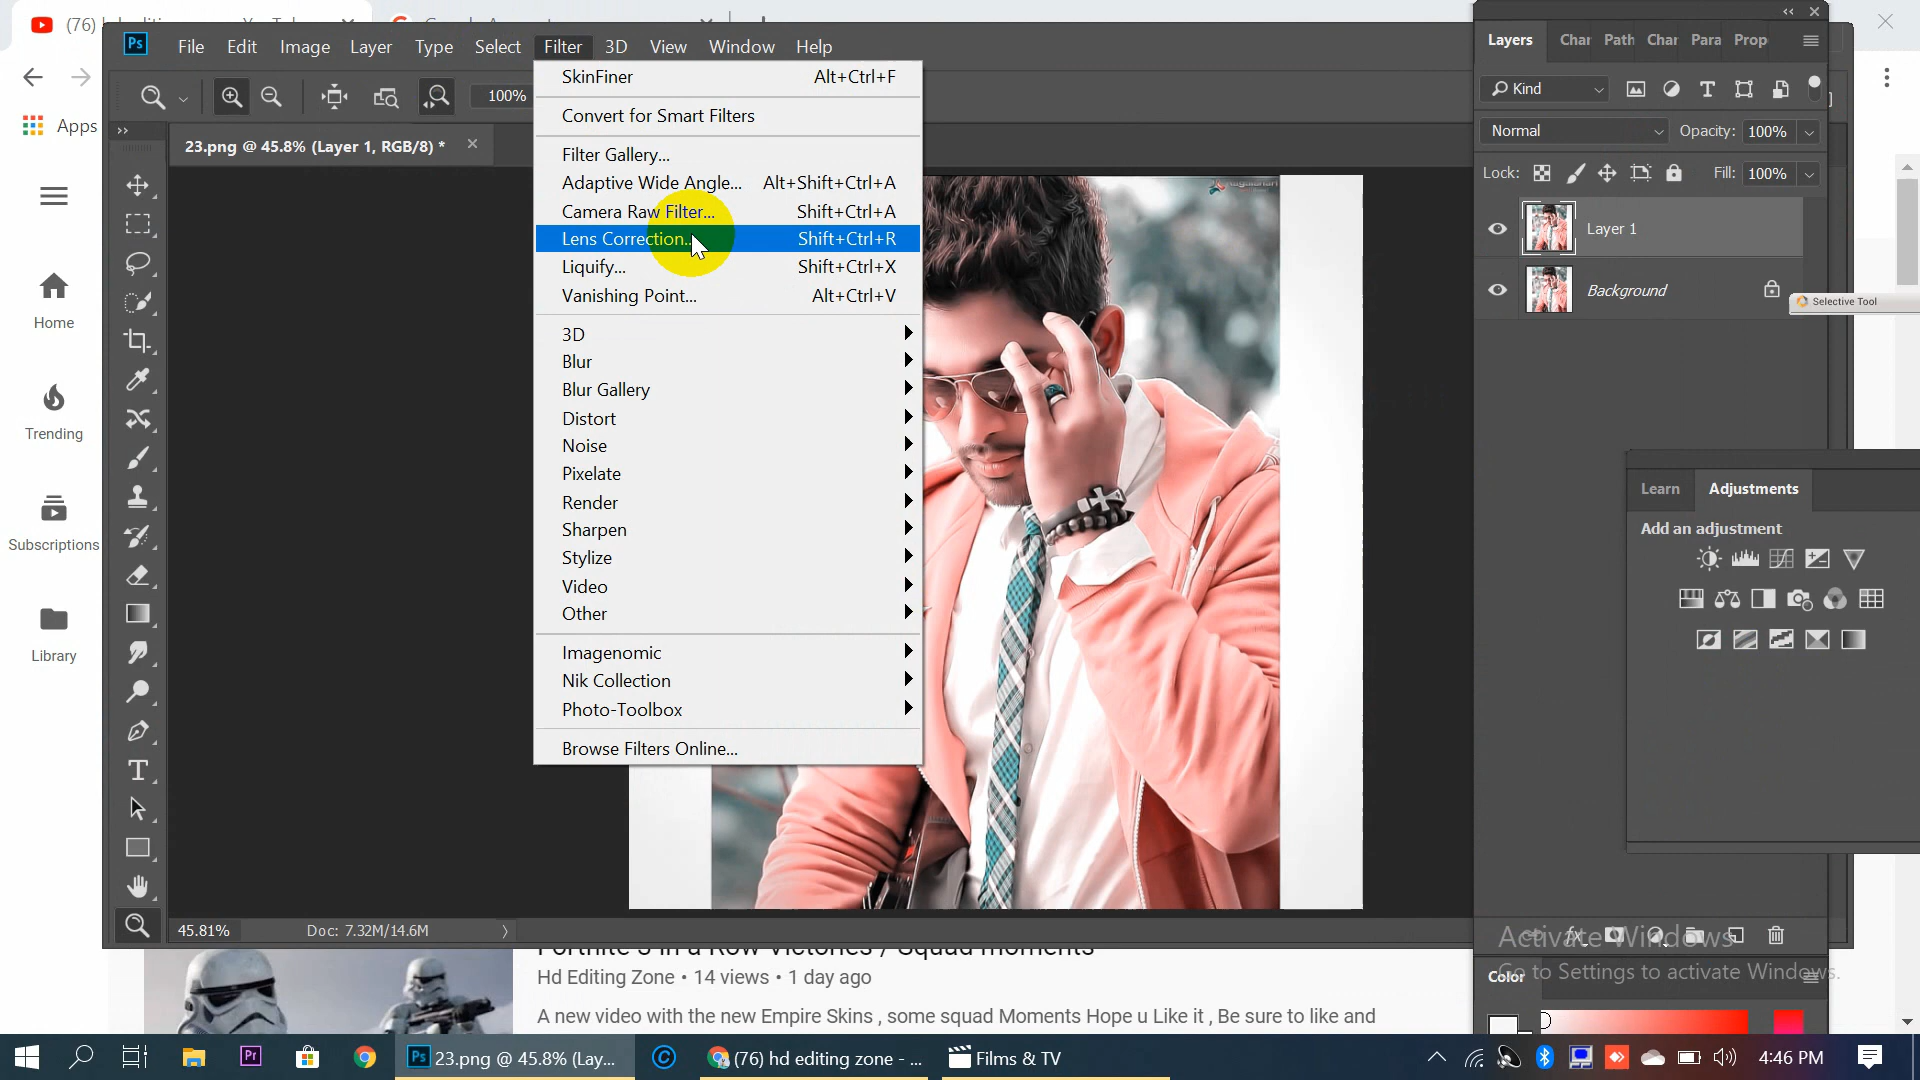 (76)
File Edit Image Layer Type Select Filter 3D View Window Help
100%
Apps
23.png @ 45.8% (Layer 1, RGB/8) *
Home
Trending
Subscriptions
Library
SkinFiner Alt+Ctrl+F
Convert for Smart Filters
Filter Gallery...
Adaptive Wide Angle... Alt+Shift+Ctrl+A
Camera Raw Filter... Shift+Ctrl+A
Lens Correction... Shift+Ctrl+R
Liquify... Shift+Ctrl+X
Vanishing Point... Alt+Ctrl+V
3D
Blur
Blur Gallery
Distort
Noise
Pixelate
Render
Sharpen
Stylize
Video
Other
Imagenomic
Nik Collection
Photo-Toolbox
Browse Filters Online...
Layers Char Path Char Para Prop
Kind
Normal Opacity: 100%
Lock: Fill: 100%
Layer 1
Background
Selective Tool
Learn Adjustments
Add an adjustment
45.81% Doc: 7.32M/14.6M
Activate Windows
Go to Settings to activate Windows.
Color
Fortnite 3 in a Row Victories / Squad moments
Hd Editing Zone • 14 views • 1 day ago
A new video with the new Empire Skins , some squad Moments Hope u Like it , Be sure to like and
23.png @ 45.8% (Lay...
(76) hd editing zone - ...
Films & TV
4:46 PM